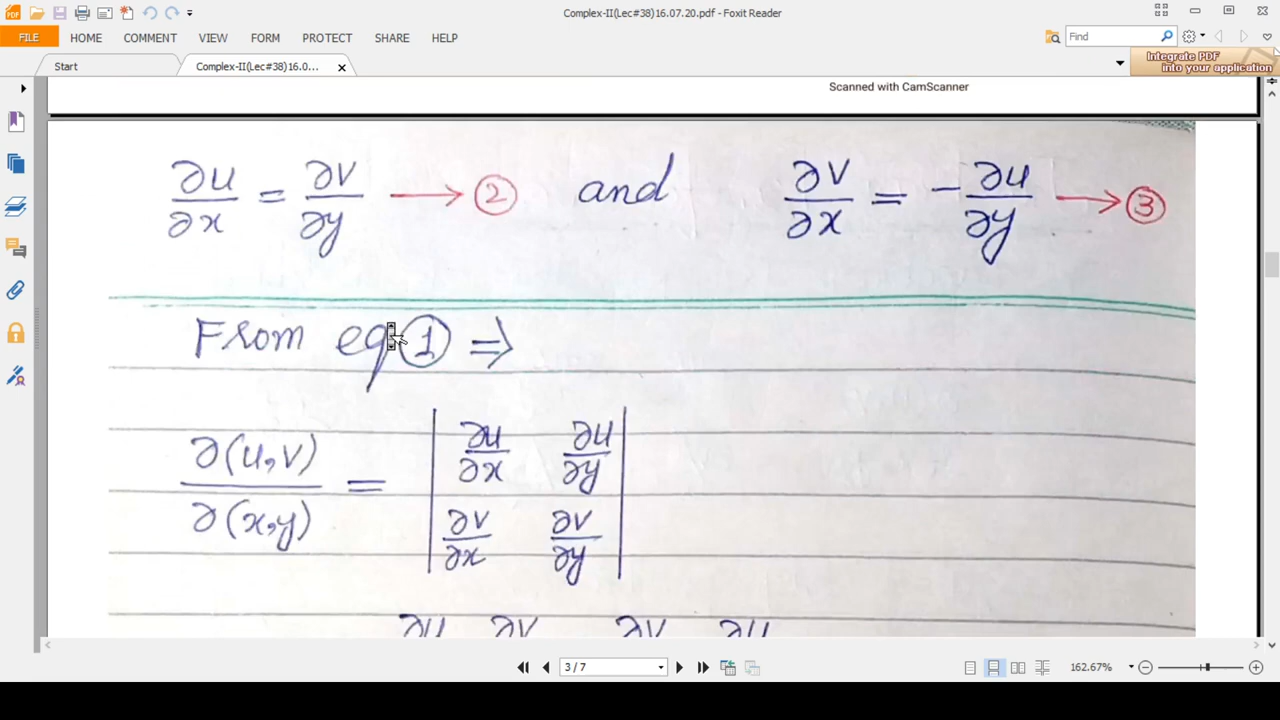 Complex-II(Lec#38)16.07.20.pdf - Foxit Reader
FILE HOME COMMENT VIEW FORM PROTECT SHARE HELP
Find
Start Complex-II(Lec#38)16.0...
Integrate PDF
into your application
Scanned with CamScanner
∂u/∂x = ∂v/∂y → ② and ∂v/∂x = -∂u/∂y → ③
From eq ① ⇒
∂(u,v)/∂(x,y) = | ∂u/∂x ∂u/∂y |
| ∂v/∂x ∂v/∂y |
∂u ∂v ∂v ∂u
3 / 7
162.67%